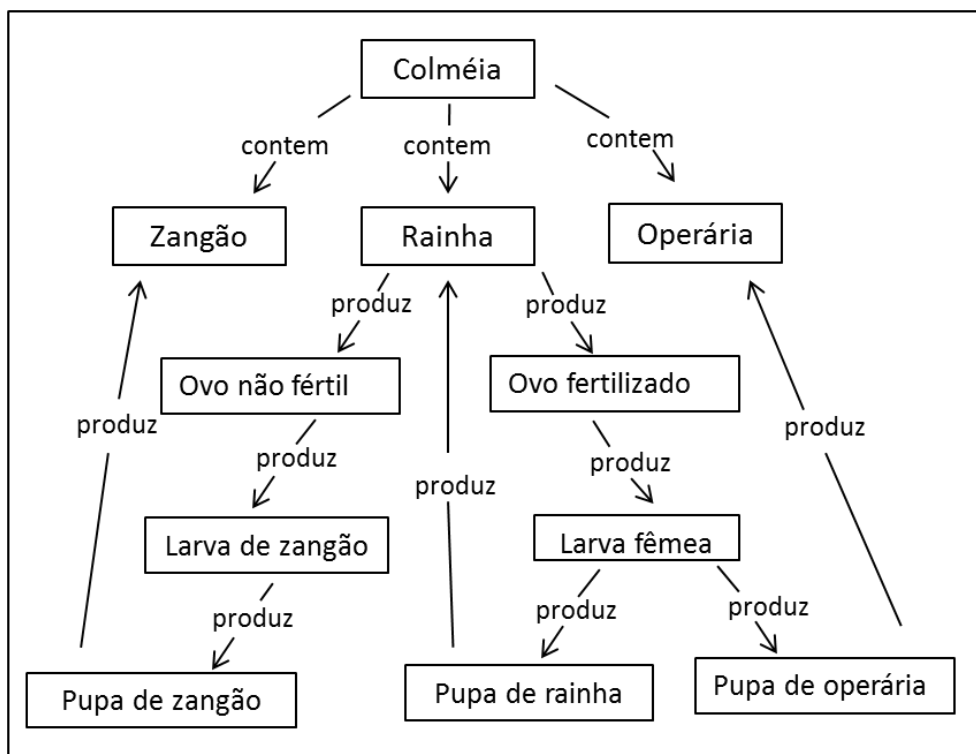 Colméia
contem
contem
contem
Zangão
Rainha
Operária
produz
produz
Ovo não fértil
Ovo fertilizado
produz
produz
produz
produz
produz
Larva de zangão
Larva fêmea
produz
produz
produz
Pupa de zangão
Pupa de rainha
Pupa de operária